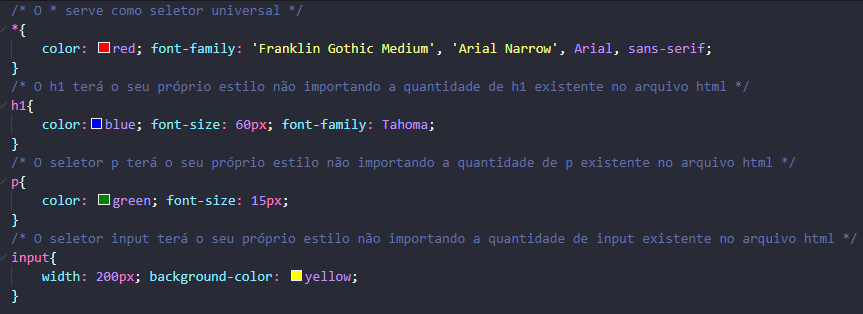 /* O * serve como seletor universal */
*{
color: red; font-family: 'Franklin Gothic Medium', 'Arial Narrow', Arial, sans-serif;
}
/* O h1 terá o seu próprio estilo não importando a quantidade de h1 existente no arquivo html */
h1{
color:blue; font-size: 60px; font-family: Tahoma;
}
/* O seletor p terá o seu próprio estilo não importando a quantidade de p existente no arquivo html */
p{
color: green; font-size: 15px;
}
/* O seletor input terá o seu próprio estilo não importando a quantidade de input existente no arquivo html */
input{
width: 200px; background-color: yellow;
}